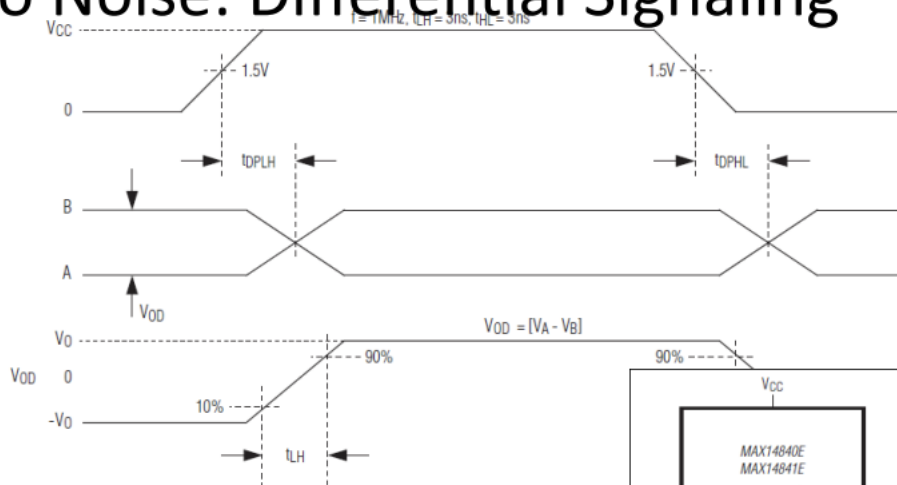 Noise: Differential Signaling
f = 1MHz, tLH = 3ns, tHL = 3ns
VCC
1.5V
1.5V
0
tDPLH
tDPHL
B
A
VOD
VOD = [VA - VB]
VO
90%
90%
VOD 0
VCC
10%
-VO
MAX14840E
MAX14841E
tLH